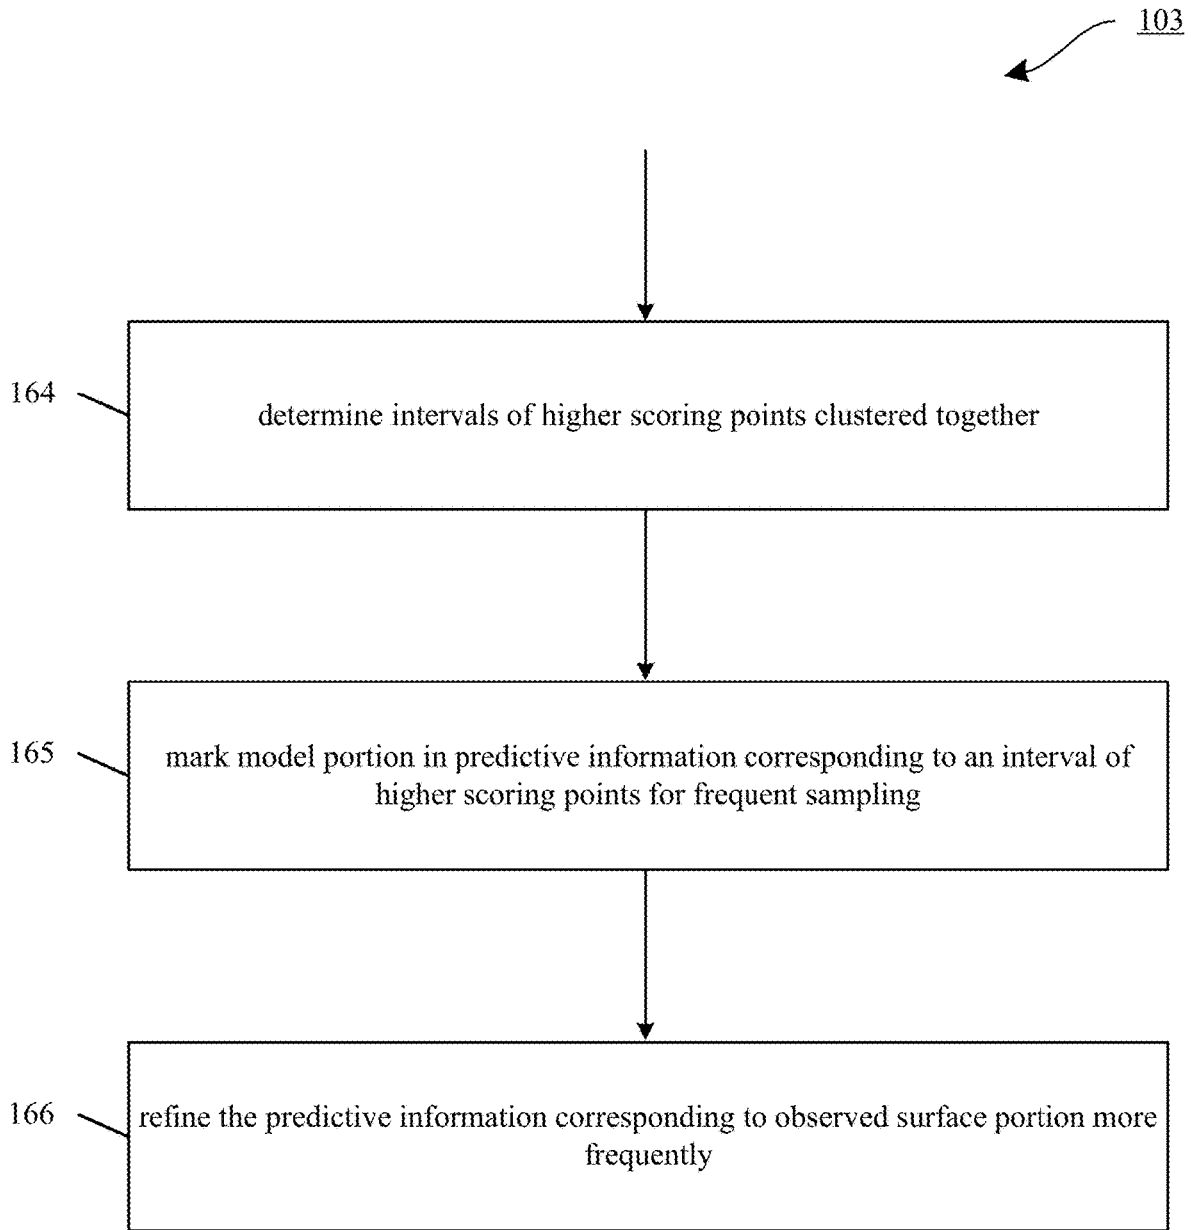 103
164
determine intervals of higher scoring points clustered together
165
mark model portion in predictive information corresponding to an interval of
higher scoring points for frequent sampling
166
refine the predictive information corresponding to observed surface portion more
frequently